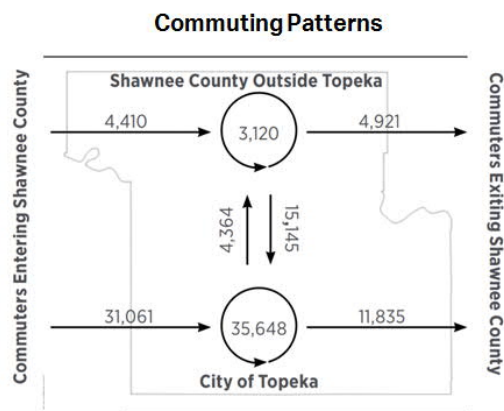 Commuting Patterns
Commuters Entering Shawnee County
Shawnee County Outside Topeka
4,410
3,120
4,921
4,364
15,145
31,061
35,648
11,835
City of Topeka
Commuters Exiting Shawnee County